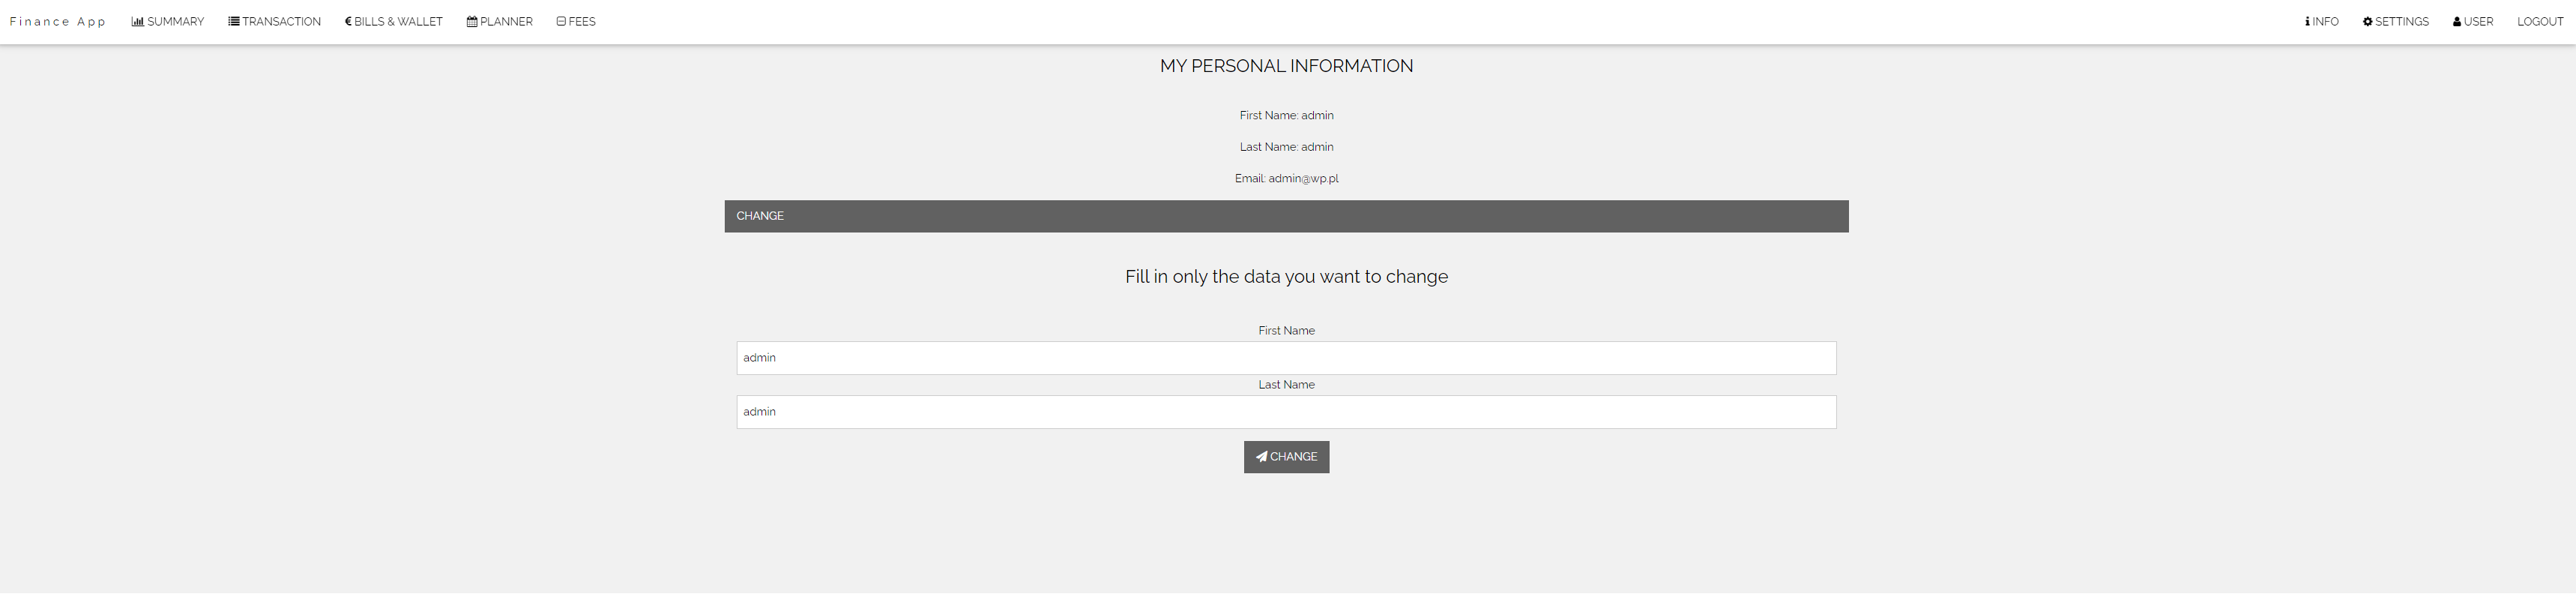 Finance App SUMMARY TRANSACTION € BILLS & WALLET PLANNER FEES INFO SETTINGS USER LOGOUT
MY PERSONAL INFORMATION
First Name: admin
Last Name: admin
Email: admin@wp.pl
CHANGE
Fill in only the data you want to change
First Name
admin
Last Name
admin
CHANGE